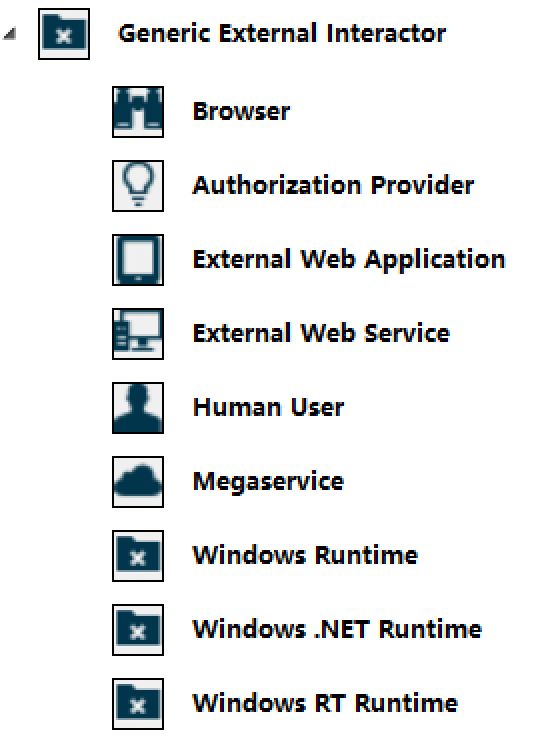 Generic External Interactor
Browser
Authorization Provider
External Web Application
External Web Service
Human User
Megaservice
Windows Runtime
Windows .NET Runtime
Windows RT Runtime